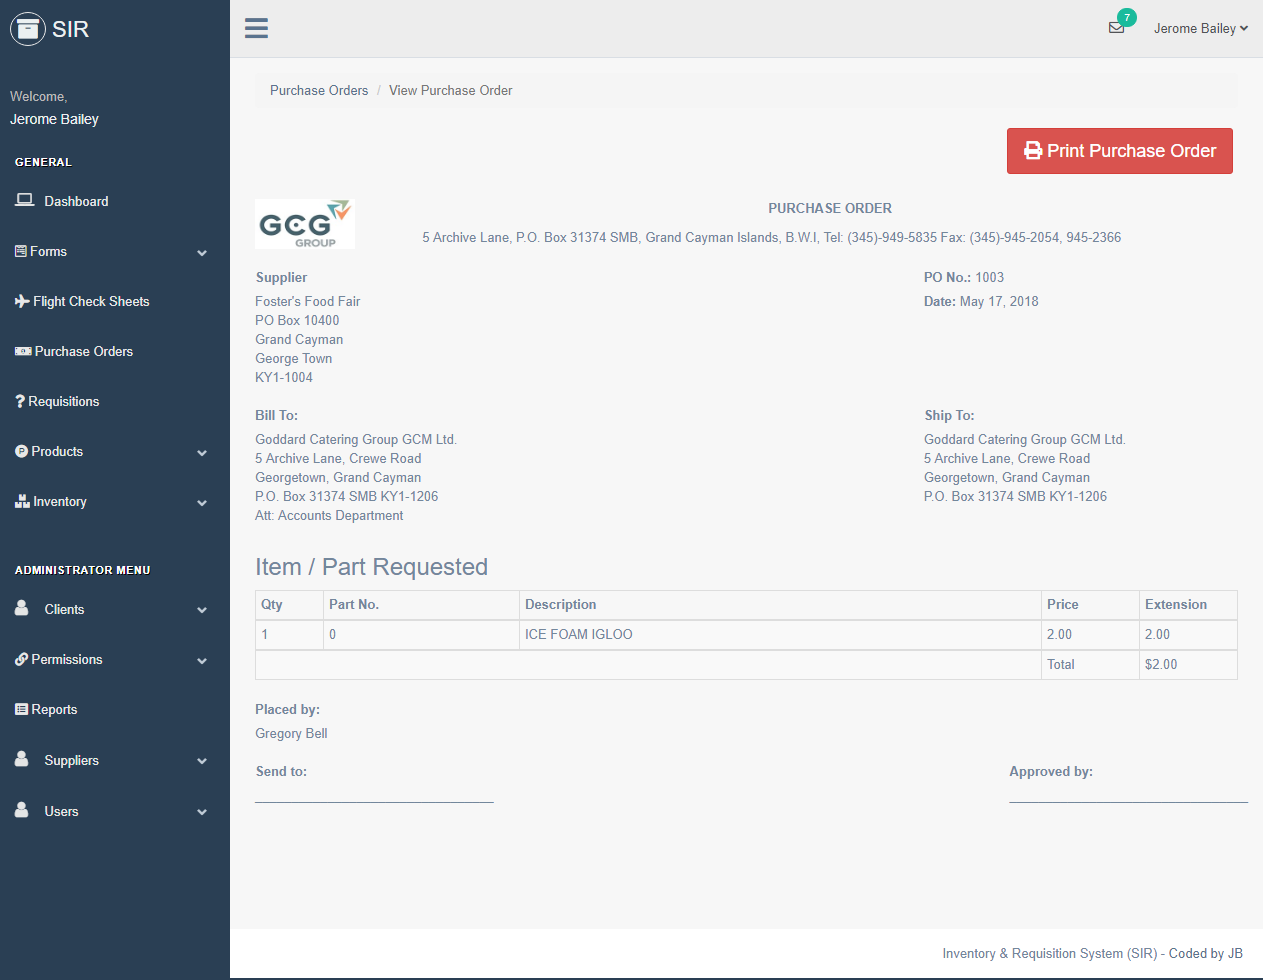 SIR
7
Jerome Bailey
Welcome,
Jerome Bailey
GENERAL
Dashboard
Forms
Flight Check Sheets
Purchase Orders
Requisitions
P Products
Inventory
ADMINISTRATOR MENU
Clients
Permissions
Reports
Suppliers
Users
Purchase Orders / View Purchase Order
Print Purchase Order
GCG
GROUP
PURCHASE ORDER
5 Archive Lane, P.O. Box 31374 SMB, Grand Cayman Islands, B.W.I, Tel: (345)-949-5835 Fax: (345)-945-2054, 945-2366
Supplier
Foster's Food Fair
PO Box 10400
Grand Cayman
George Town
KY1-1004
PO No.: 1003
Date: May 17, 2018
Bill To:
Goddard Catering Group GCM Ltd.
5 Archive Lane, Crewe Road
Georgetown, Grand Cayman
P.O. Box 31374 SMB KY1-1206
Att: Accounts Department
Ship To:
Goddard Catering Group GCM Ltd.
5 Archive Lane, Crewe Road
Georgetown, Grand Cayman
P.O. Box 31374 SMB KY1-1206
Item / Part Requested
Qty Part No. Description Price Extension
1 0 ICE FOAM IGLOO 2.00 2.00
Total $2.00
Placed by:
Gregory Bell
Send to:
Approved by:
Inventory & Requisition System (SIR) - Coded by JB